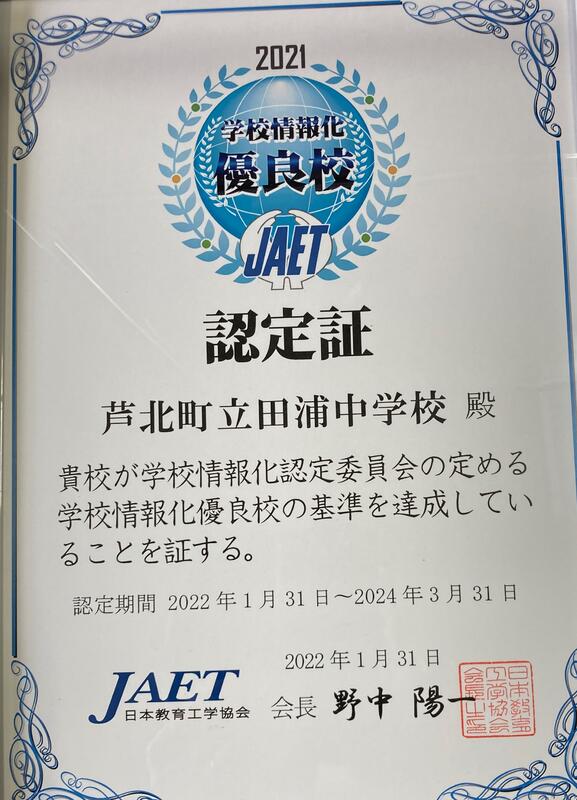 2021
学校情報化
優良校
JAET
認定証
芦北町立田浦中学校 殿
貴校が学校情報化認定委員会の定める
学校情報化優良校の基準を達成してい
ることを証する。
認定期間 2022年1月31日～2024年3月31日
2022年1月31日
JAET
日本教育工学協会
会長 野中 陽一